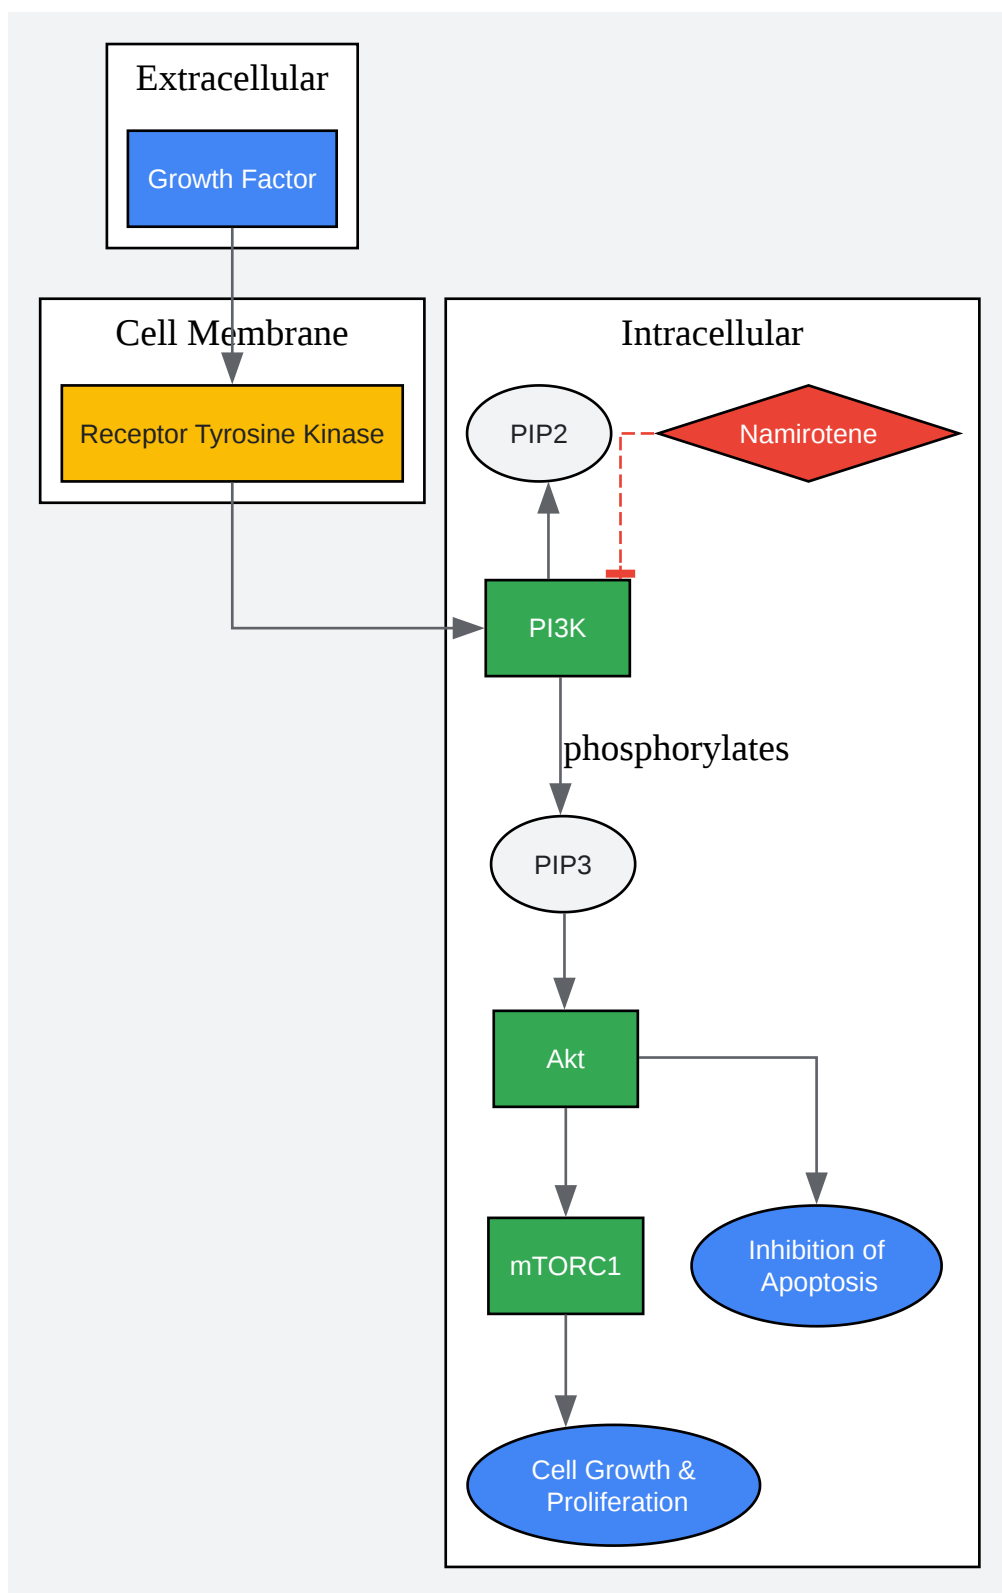 Extracellular
Growth Factor
Cell Membrane
Receptor Tyrosine Kinase
Intracellular
PIP2
Namirotene
PI3K
phosphorylates
PIP3
Akt
mTORC1
Inhibition of
Apoptosis
Cell Growth &
Proliferation